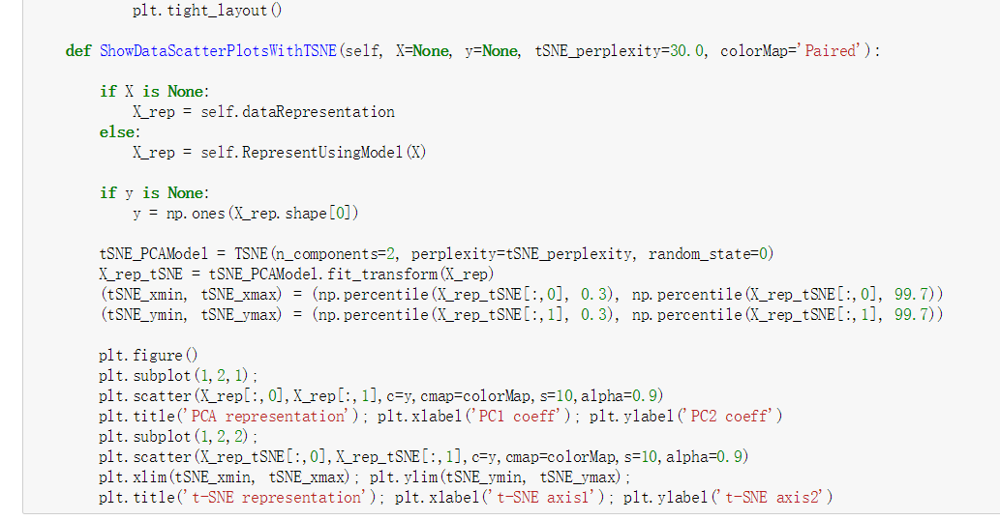 plt.tight_layout()
def ShowDataScatterPlotsWithTSNE(self, X=None, y=None, tSNE_perplexity=30.0, colorMap='Paired'):
if X is None:
X_rep = self.dataRepresentation
else:
X_rep = self.RepresentUsingModel(X)
if y is None:
y = np.ones(X_rep.shape[0])
tSNE_PCAModel = TSNE(n_components=2, perplexity=tSNE_perplexity, random_state=0)
X_rep_tSNE = tSNE_PCAModel.fit_transform(X_rep)
(tSNE_xmin, tSNE_xmax) = (np.percentile(X_rep_tSNE[:,0], 0.3), np.percentile(X_rep_tSNE[:,0], 99.7))
(tSNE_ymin, tSNE_ymax) = (np.percentile(X_rep_tSNE[:,1], 0.3), np.percentile(X_rep_tSNE[:,1], 99.7))
plt.figure()
plt.subplot(1,2,1);
plt.scatter(X_rep[:,0],X_rep[:,1],c=y,cmap=colorMap,s=10,alpha=0.9)
plt.title('PCA representation'); plt.xlabel('PC1 coeff'); plt.ylabel('PC2 coeff')
plt.subplot(1,2,2);
plt.scatter(X_rep_tSNE[:,0],X_rep_tSNE[:,1],c=y,cmap=colorMap,s=10,alpha=0.9)
plt.xlim(tSNE_xmin, tSNE_xmax); plt.ylim(tSNE_ymin, tSNE_ymax);
plt.title('t-SNE representation'); plt.xlabel('t-SNE axis1'); plt.ylabel('t-SNE axis2')